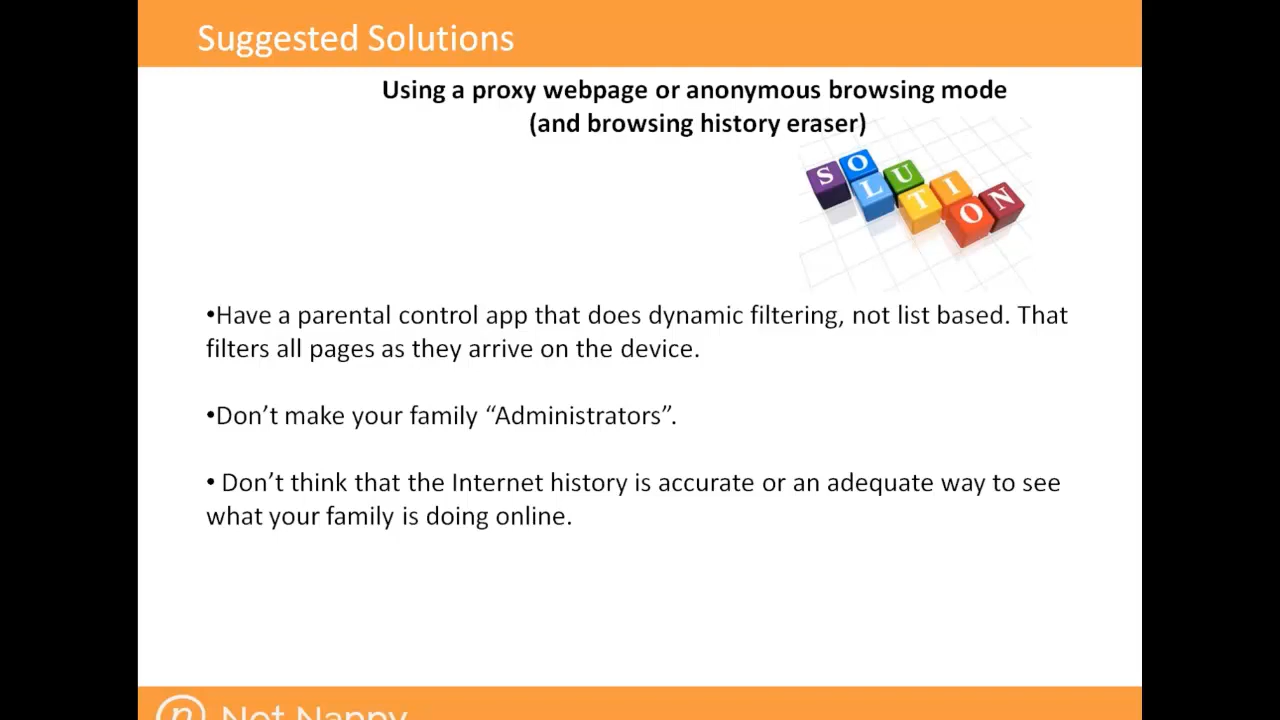 Suggested Solutions
Using a proxy webpage or anonymous browsing mode
(and browsing history eraser)
SOLUTION
•Have a parental control app that does dynamic filtering, not list based. That
filters all pages as they arrive on the device.
•Don’t make your family “Administrators”.
• Don’t think that the Internet history is accurate or an adequate way to see
what your family is doing online.
n Net Nanny